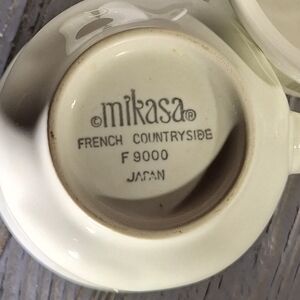 ©mikasa®
FRENCH COUNTRYSIDE
F 9000
JAPAN